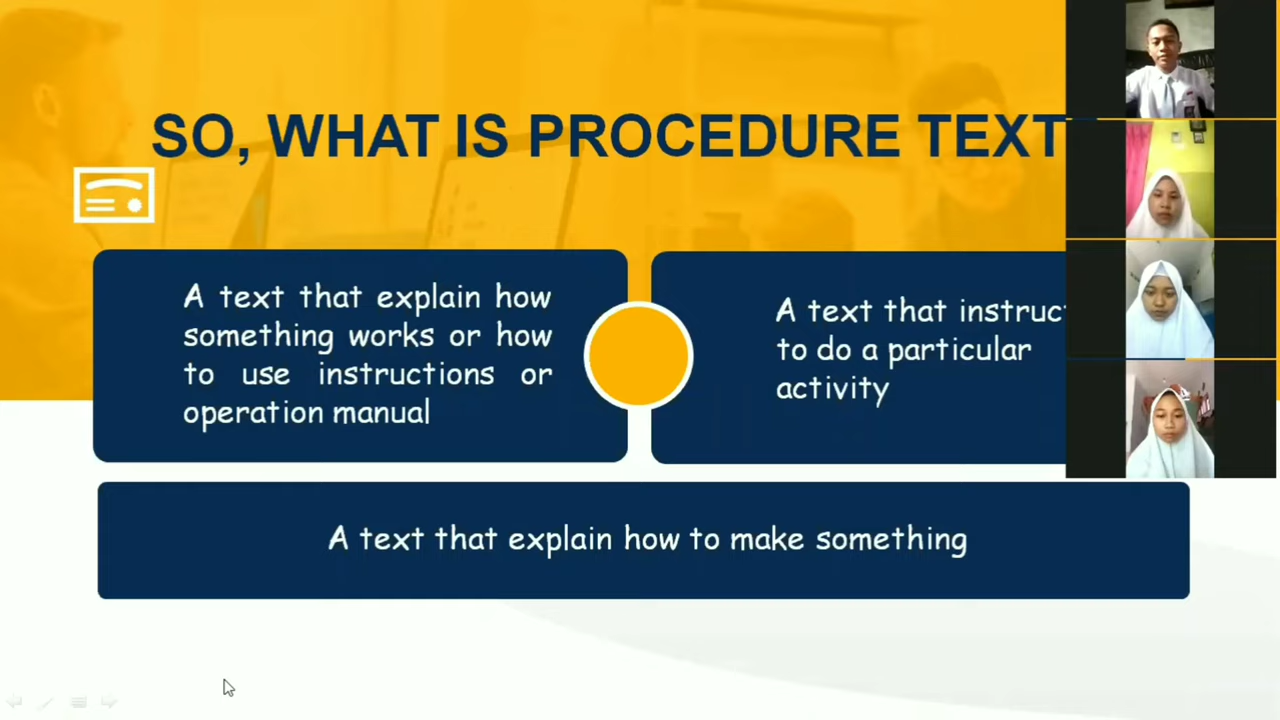 SO, WHAT IS PROCEDURE TEXT
A text that explain how
something works or how
to use instructions or
operation manual
A text that instruct
to do a particular
activity
A text that explain how to make something